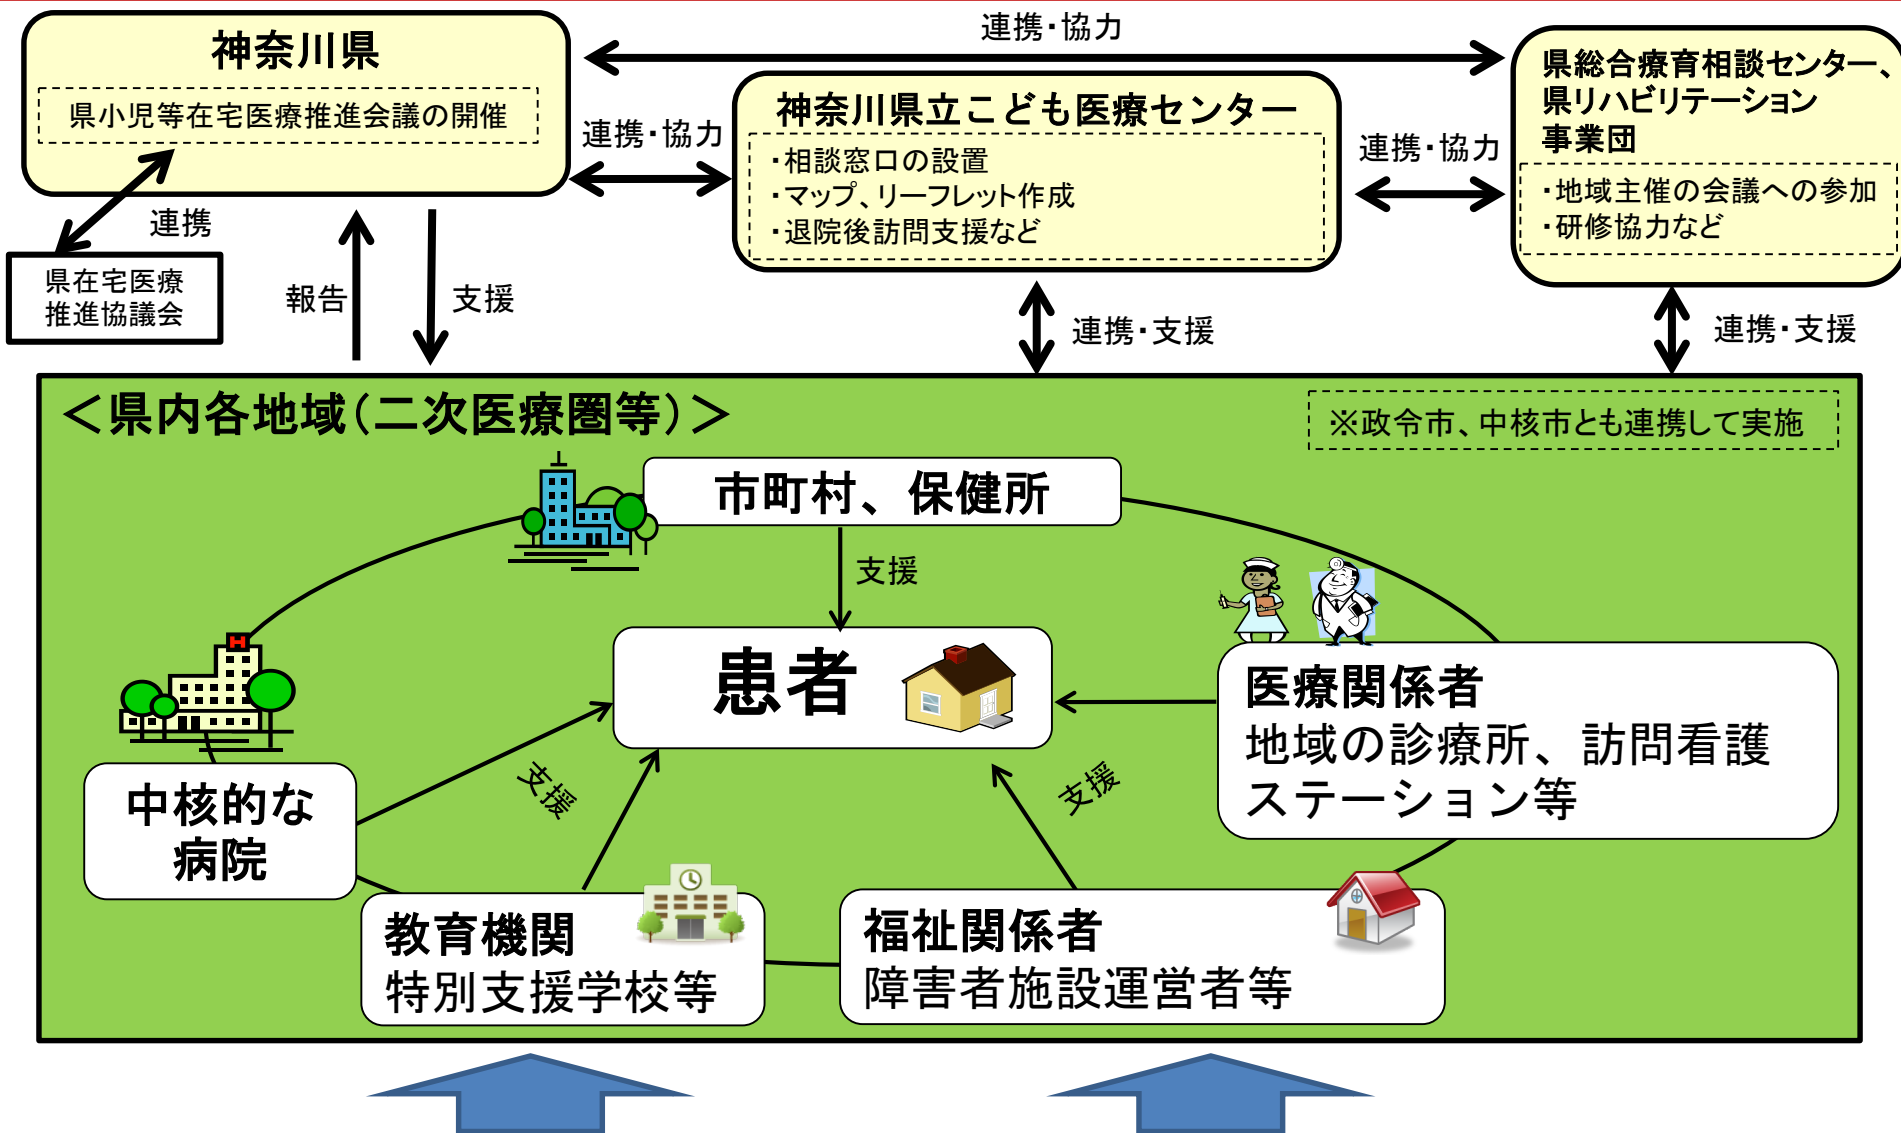 連携・協力
神奈川県
県小児等在宅医療推進会議の開催
連携・協力
神奈川県立こども医療センター
・相談窓口の設置
・マップ、リーフレット作成
・退院後訪問支援など
連携・協力
県総合療育相談センター、
県リハビリテーション
事業団
・地域主催の会議への参加
・研修協力など
連携
県在宅医療
推進協議会
報告
支援
連携・支援
連携・支援
＜県内各地域（二次医療圏等）＞
※政令市、中核市とも連携して実施
市町村、保健所
支援
患者
H
医療関係者
地域の診療所、訪問看護
ステーション等
支援
支援
中核的な
病院
教育機関
特別支援学校等
福祉関係者
障害者施設運営者等